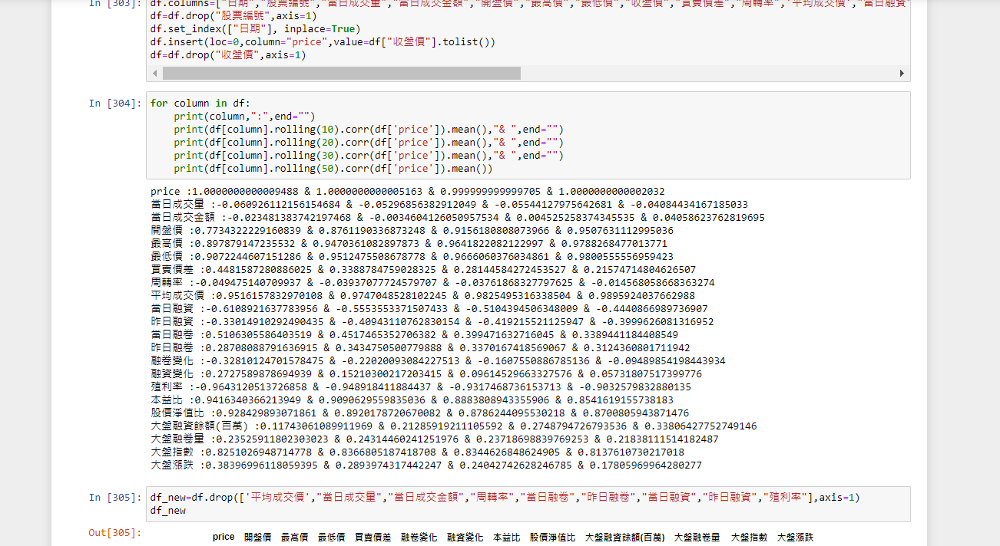 In [303]: df.columns=["日期","股票編號","當日成交量","當日成交金額","開盤價","最高價","最低價","收盤價","買賣價差","周轉率",'平均成交價',"當日融資"
df=df.drop("股票編號",axis=1)
df.set_index(["日期"], inplace=True)
df.insert(loc=0,column="price",value=df["收盤價"].tolist())
df=df.drop("收盤價",axis=1)
In [304]: for column in df:
print(column,":",end="")
print(df[column].rolling(10).corr(df['price']).mean(),"& ",end="")
print(df[column].rolling(20).corr(df['price']).mean(),"& ",end="")
print(df[column].rolling(30).corr(df['price']).mean(),"& ",end="")
print(df[column].rolling(50).corr(df['price']).mean())
price :1.0000000000009488 & 1.0000000000005163 & 0.999999999999705 & 1.0000000000002032
當日成交量 :-0.060926112156154684 & -0.05296856382912049 & -0.05544127975642681 & -0.04084434167185033
當日成交金額 :-0.023481383742197468 & -0.0034604126050957534 & 0.004525258374345535 & 0.04058623762819695
開盤價 :0.7734322229160839 & 0.8761190336873248 & 0.9156180808073966 & 0.9507631112995036
最高價 :0.897879147235532 & 0.9470361082897873 & 0.9641822082122997 & 0.9788268477013771
最低價 :0.9072244607151286 & 0.9512475508678778 & 0.9666060376034861 & 0.9800555556959423
買賣價差 :0.4481587280886025 & 0.3388784759028325 & 0.28144584272453527 & 0.21574714804626507
周轉率 :-0.049475140709937 & -0.03937077724579707 & -0.03761868327797625 & -0.014568058668363274
平均成交價 :0.9516157832970108 & 0.9747048528102245 & 0.9825495316338504 & 0.9895924037662988
當日融資 :-0.6108921637783956 & -0.5553553371507433 & -0.5104394506348009 & -0.4440866989736907
昨日融資 :-0.33014910292490435 & -0.40943110762830154 & -0.419215521125947 & -0.3999626081316952
當日融卷 :0.5106305586403519 & 0.4517465352706382 & 0.399471632716045 & 0.3389441184408549
昨日融卷 :0.28708088791636915 & 0.3434750500779888 & 0.3370167418569067 & 0.3124360801711942
融卷變化 :-0.32810124701578475 & -0.22020093084227513 & -0.1607550886785136 & -0.09489854198443934
融資變化 :0.2727589878694939 & 0.15210300217203415 & 0.09614529663327576 & 0.05731807517399776
殖利率 :-0.9643120513726858 & -0.948918411884437 & -0.9317468736153713 & -0.9032579832880135
本益比 :0.9416340366213949 & 0.9090629559835036 & 0.8883808943355906 & 0.8541619155738183
股價淨值比 :0.928429893071861 & 0.8920178720670082 & 0.8786244095530218 & 0.8700805943871476
大盤融資餘額(百萬) :0.11743061089911969 & 0.21285919211105592 & 0.2748794726793536 & 0.33806427752749146
大盤融卷量 :0.23525911802303023 & 0.24314460241251976 & 0.23718698839769253 & 0.21838111514182487
大盤指數 :0.8251026948714778 & 0.8366805187418708 & 0.8344626848624905 & 0.8137610730217018
大盤漲跌 :0.38396996118059395 & 0.2893974317442247 & 0.24042742628246785 & 0.17805969964280277
In [305]: df_new=df.drop(['平均成交價',"當日成交量","當日成交金額","周轉率","當日融卷","昨日融卷","當日融資","昨日融資","殖利率"],axis=1)
df_new
Out[305]: price 開盤價 最高價 最低價 買賣價差 融卷變化 融資變化 本益比 股價淨值比 大盤融資餘額(百萬) 大盤融卷量 大盤指數 大盤漲跌